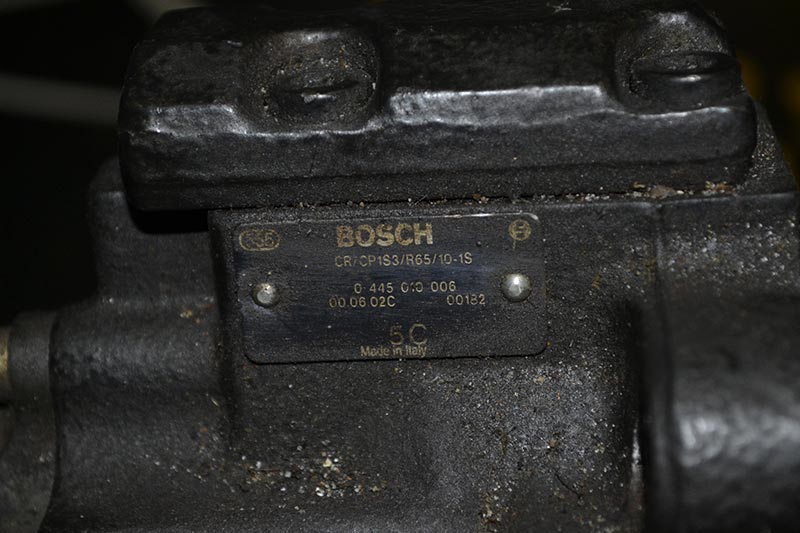 BOSCH
CR/CP1S3/R65/10-1S
0 445 010 006
00.06.02C 00182
5C
Made in Italy